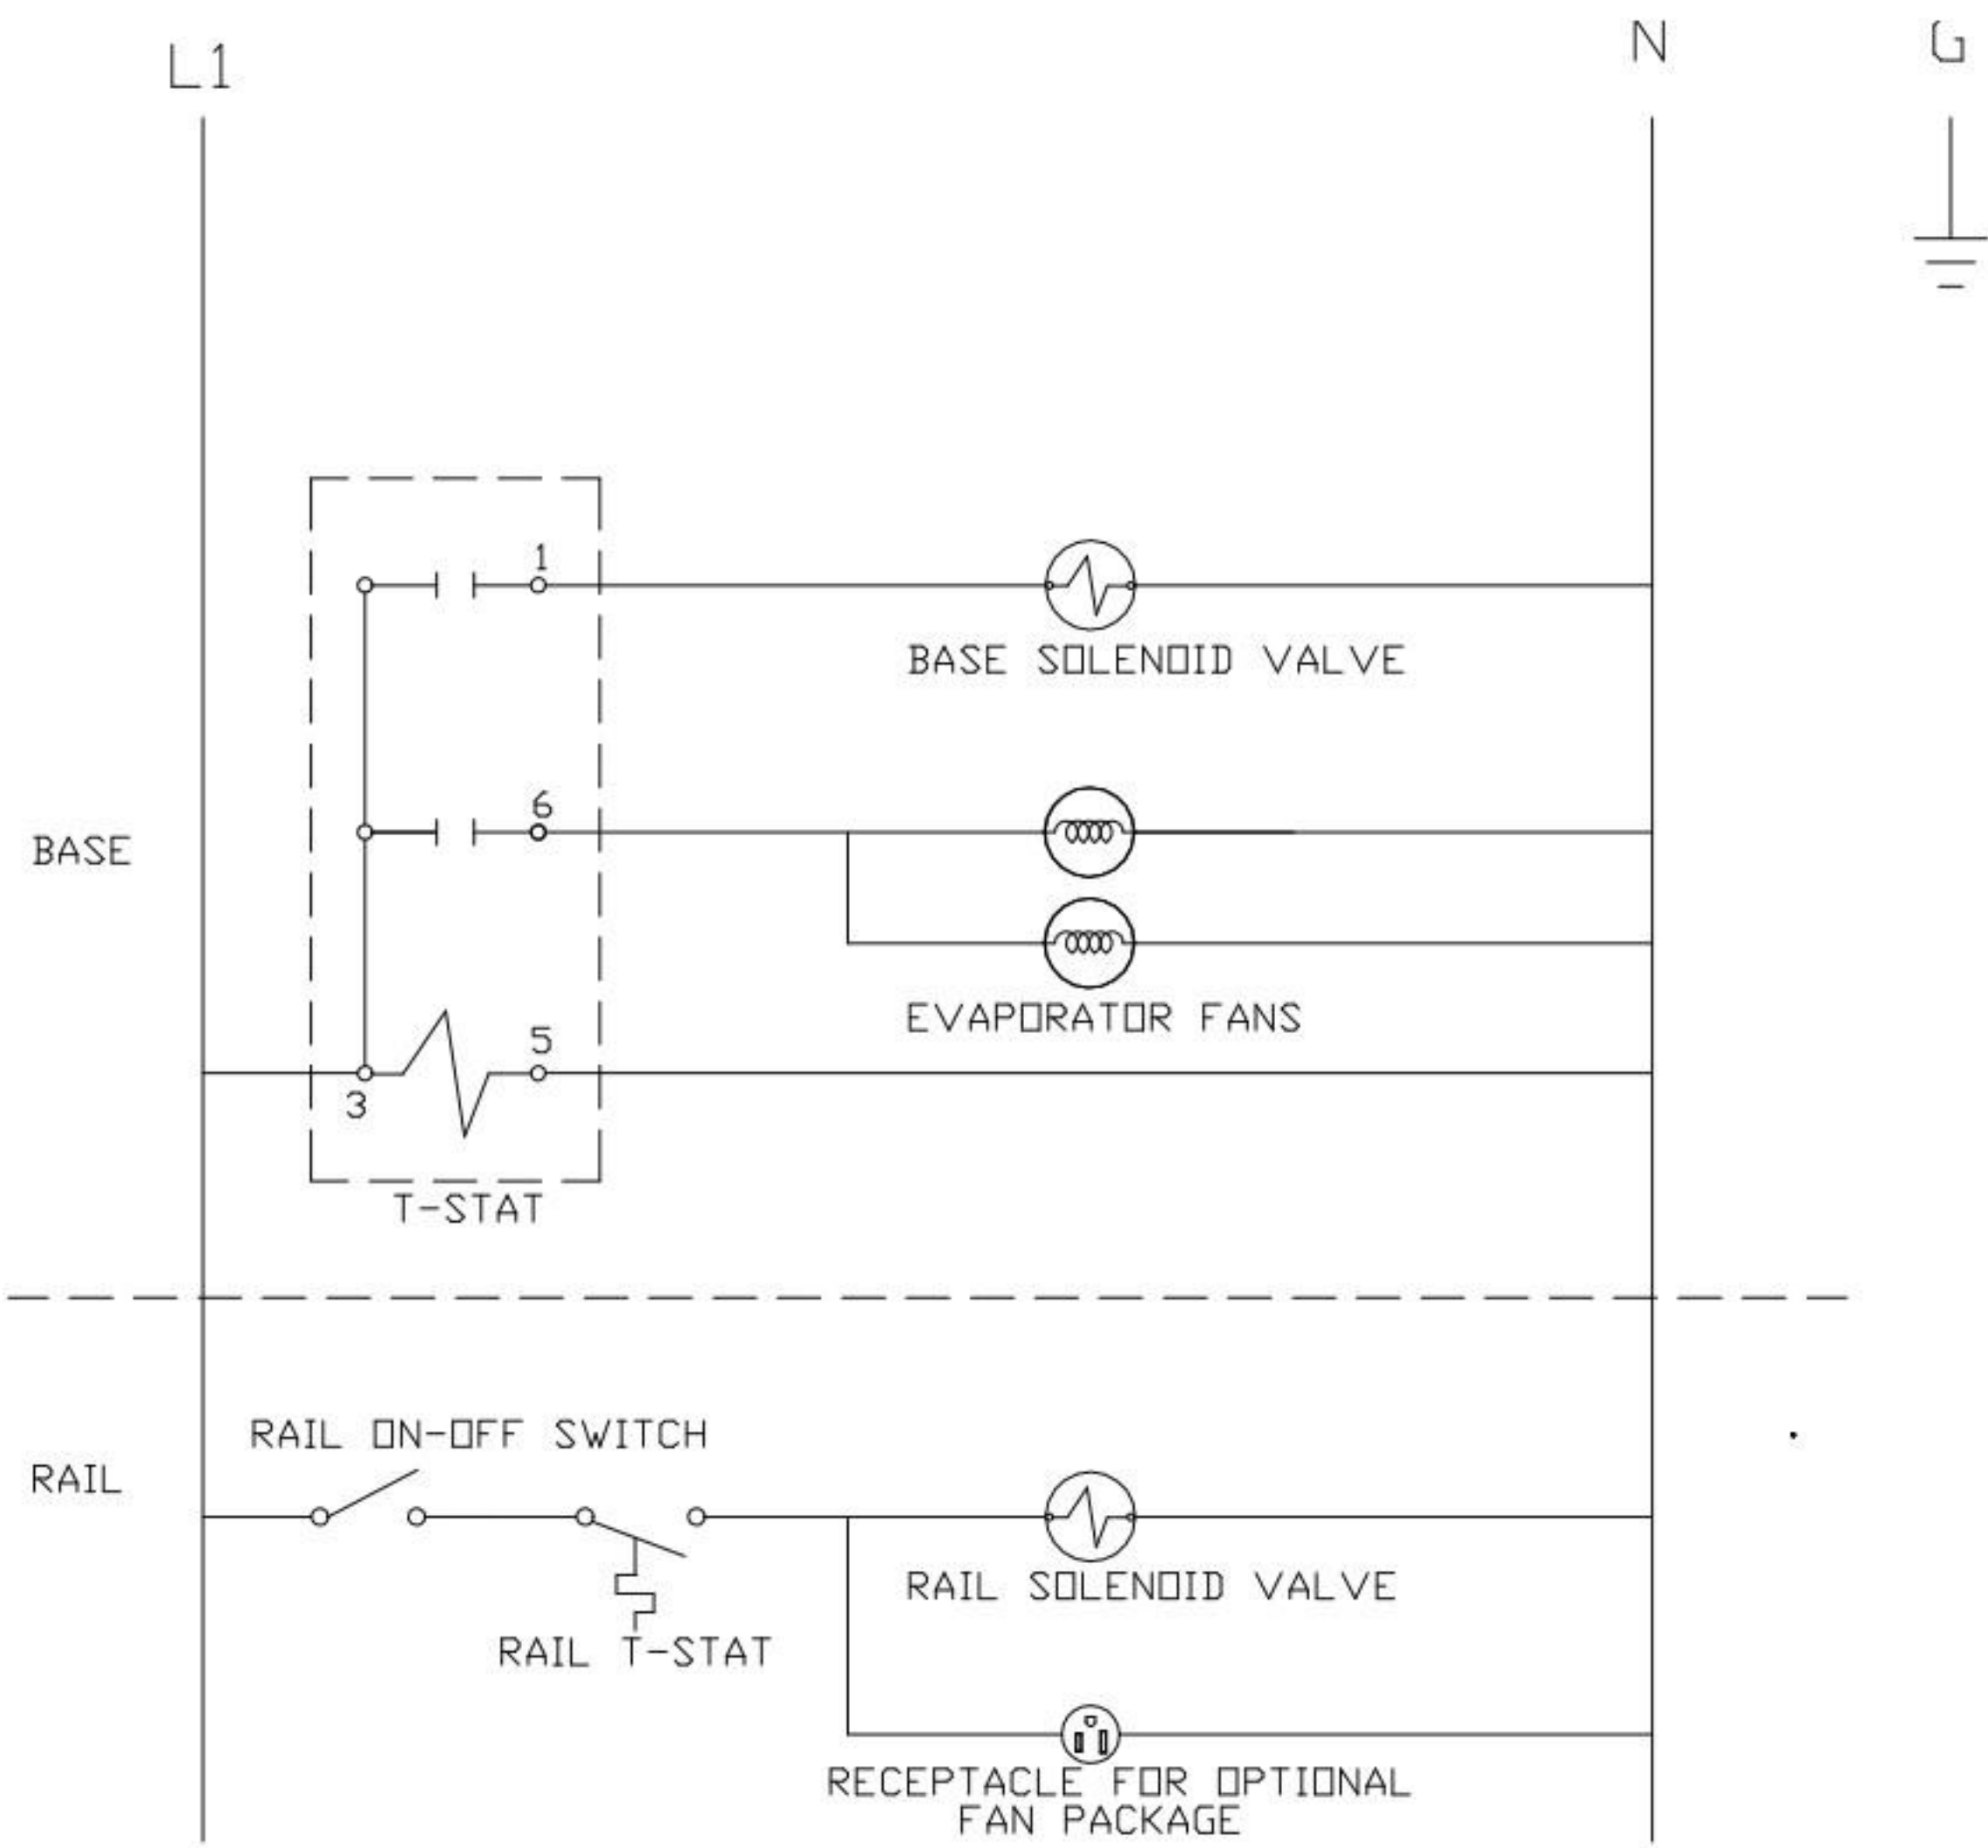 L1
N
G
1
BASE SOLENOID VALVE
6
BASE
EVAPORATOR FANS
5
3
T-STAT
RAIL ON-OFF SWITCH
RAIL
RAIL SOLENOID VALVE
RAIL T-STAT
RECEPTACLE FOR OPTIONAL
FAN PACKAGE